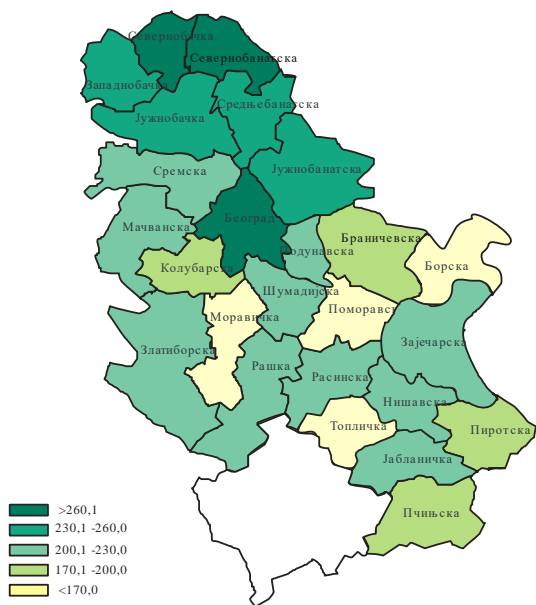 Севернобачка
Севернобанатска
Западнобачка
Средњебанатска
Јужнобачка
Сремска
Јужнобанатска
Београд
Мачванска
Подунавска
Браничевска
Борска
Колубарска
Шумадијска
Моравичка
Поморавс
Зајечарска
Златиборска
Рашка
Расинска
Нишавска
Топличка
Пиротска
Јабланичка
Пчињска
>260,1
230,1 -260,0
200,1 -230,0
170,1 -200,0
<170,0